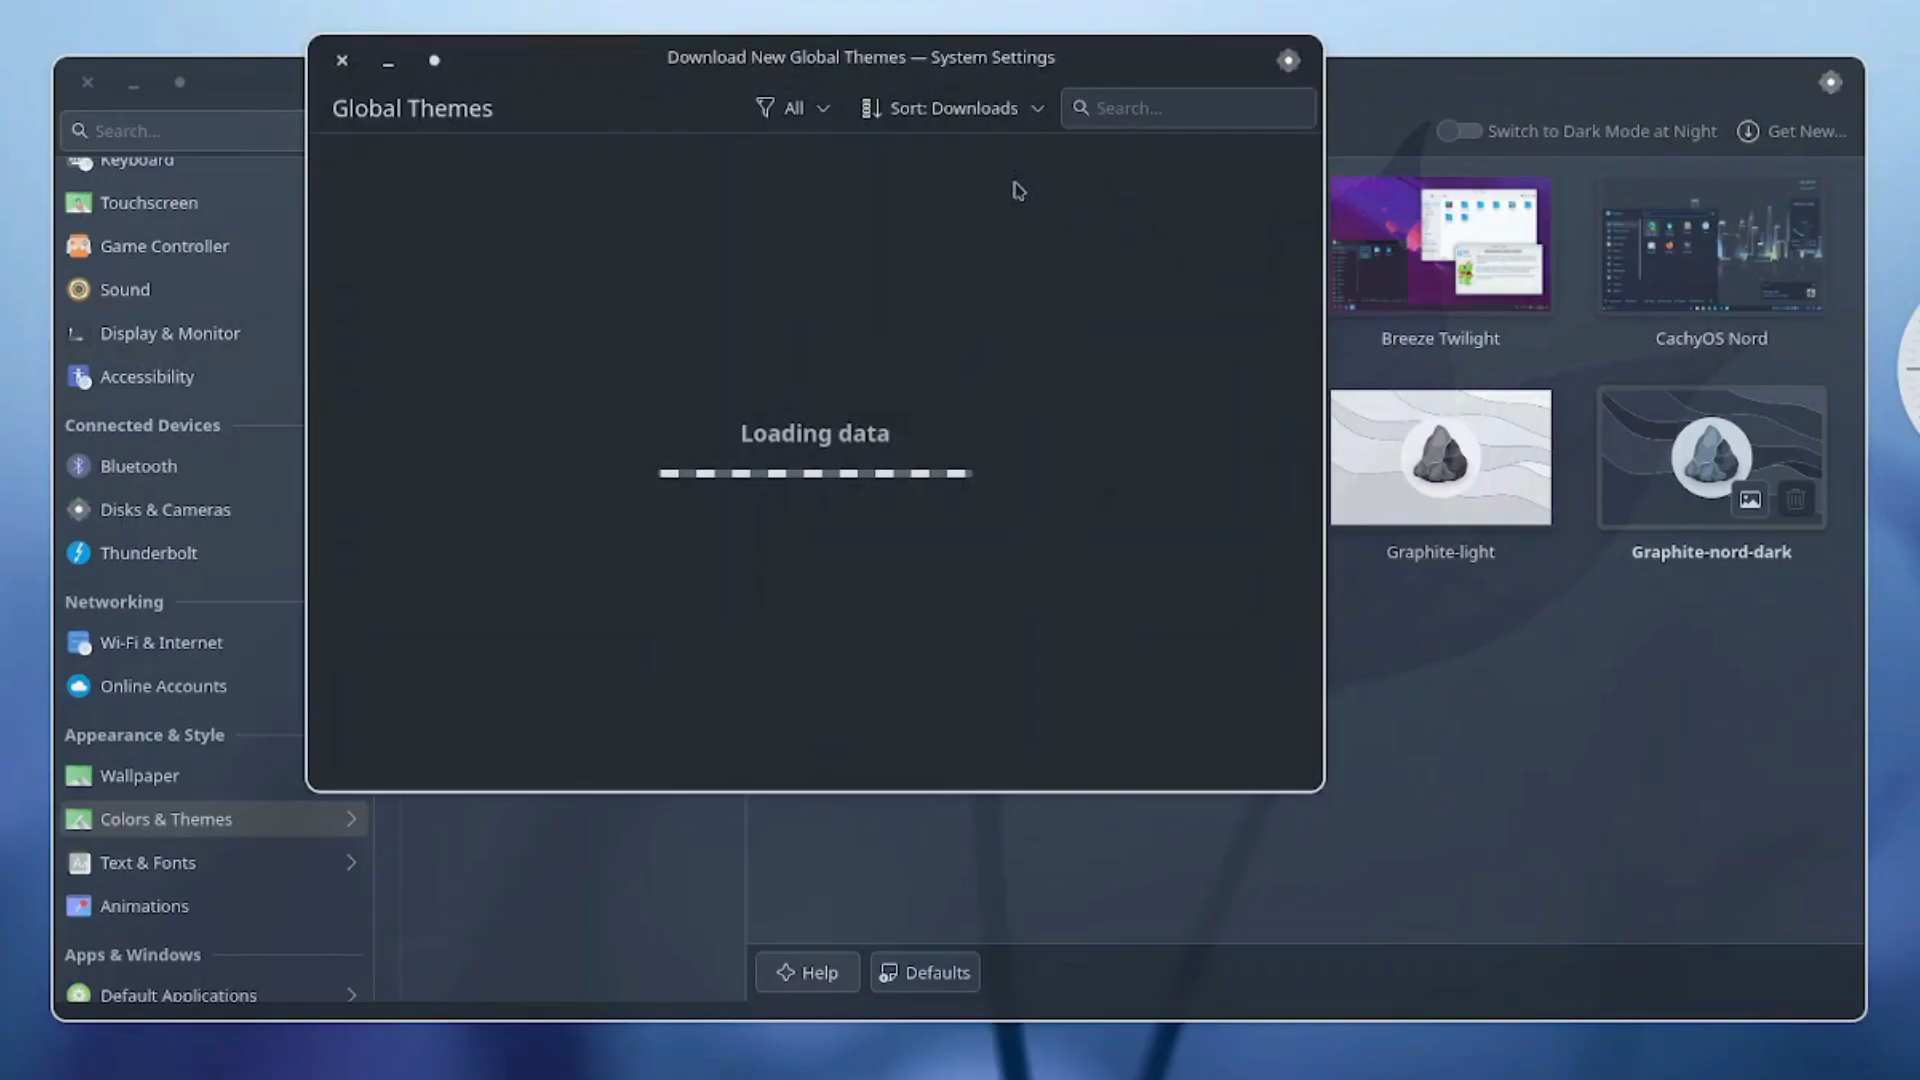 Download New Global Themes — System Settings
Global Themes
All
Sort: Downloads
Search...
Loading data
Search...
Keyboard
Touchscreen
Game Controller
Sound
Display & Monitor
Accessibility
Connected Devices
Bluetooth
Disks & Cameras
Thunderbolt
Networking
Wi-Fi & Internet
Online Accounts
Appearance & Style
Wallpaper
Colors & Themes
Text & Fonts
Animations
Apps & Windows
Default Applications
Switch to Dark Mode at Night
Get New...
Breeze Twilight
CachyOS Nord
Graphite-light
Graphite-nord-dark
Help
Defaults